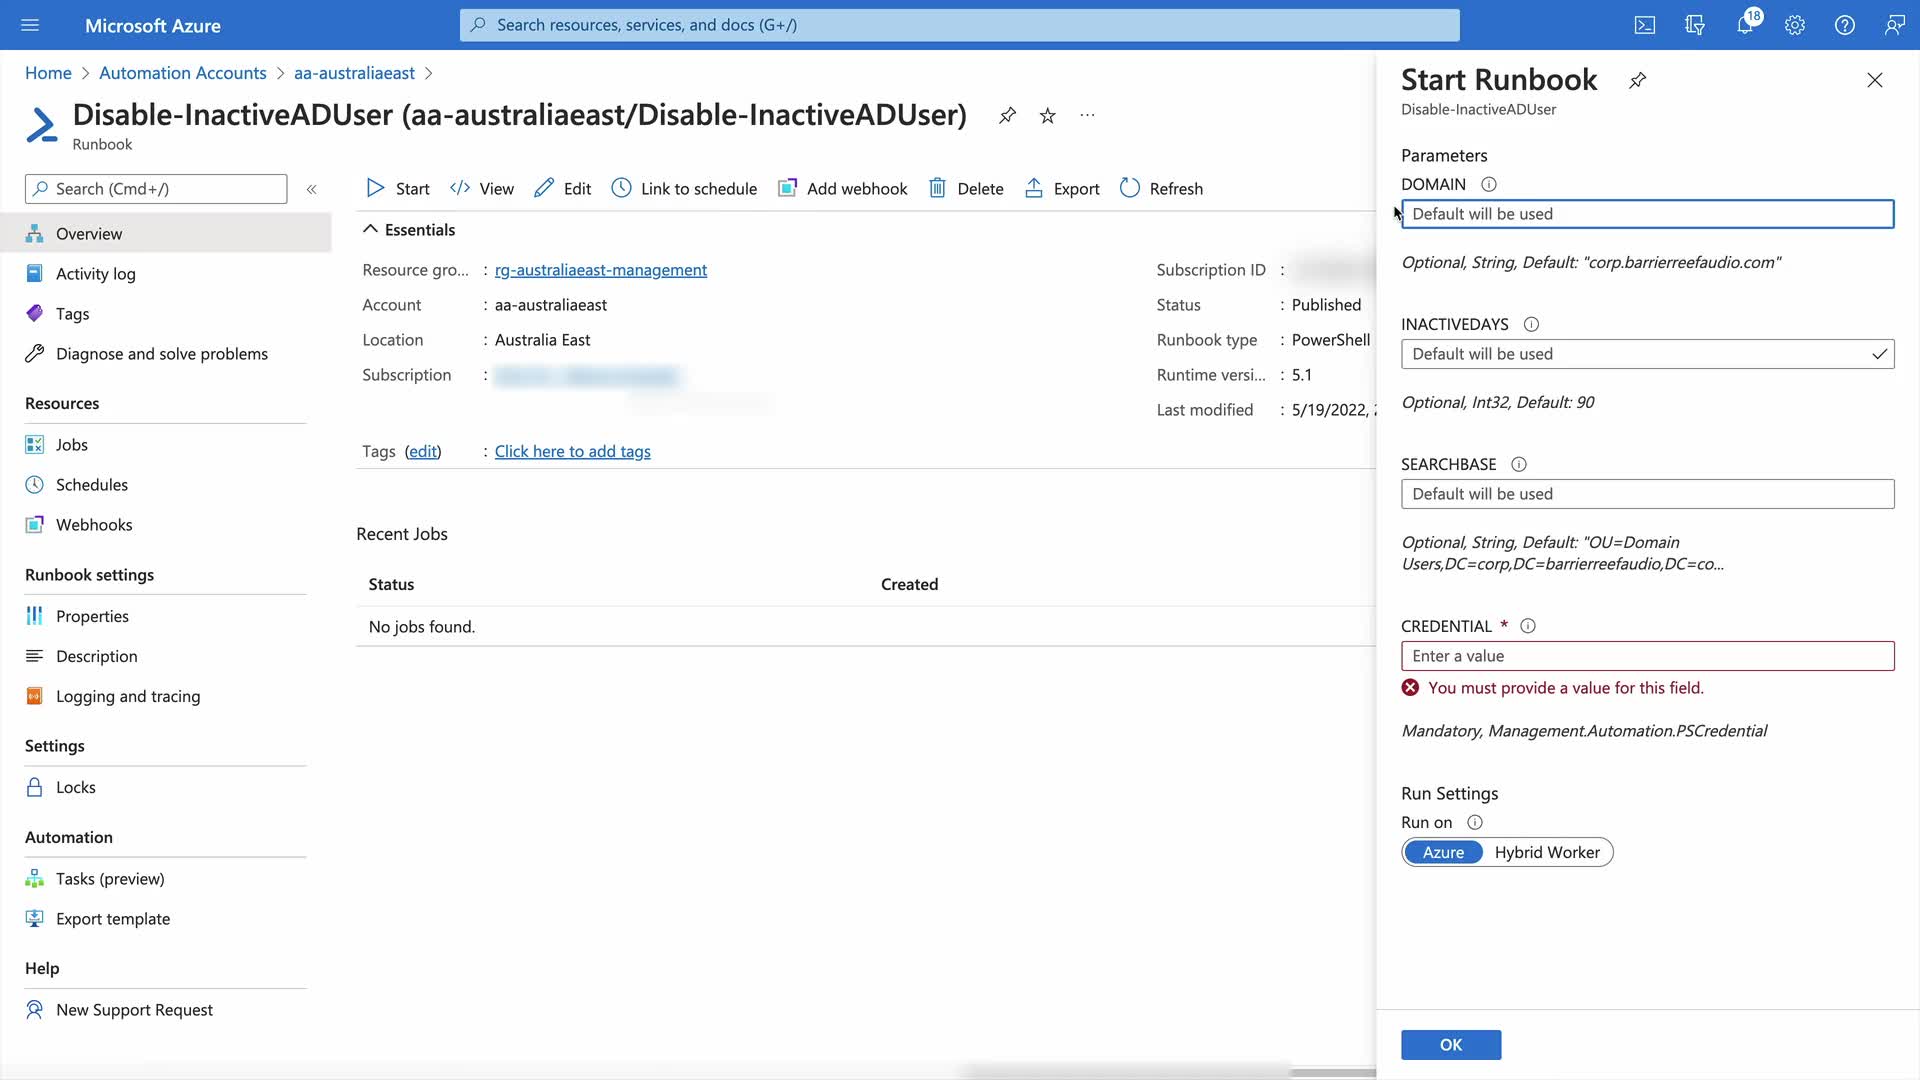 Microsoft Azure
Search resources, services, and docs (G+/)
18
Home > Automation Accounts > aa-australiaeast >
Disable-InactiveADUser (aa-australiaeast/Disable-InactiveADUser)
Runbook
Search (Cmd+/)
Overview
Activity log
Tags
Diagnose and solve problems
Resources
Jobs
Schedules
Webhooks
Runbook settings
Properties
Description
Logging and tracing
Settings
Locks
Automation
Tasks (preview)
Export template
Help
New Support Request
Start
View
Edit
Link to schedule
Add webhook
Delete
Export
Refresh
Essentials
Resource gro... : rg-australiaeast-management
Account : aa-australiaeast
Location : Australia East
Subscription :
Subscription ID :
Status : Published
Runbook type : PowerShell
Runtime versi... : 5.1
Last modified : 5/19/2022,
Tags (edit) : Click here to add tags
Recent Jobs
Status Created
No jobs found.
Start Runbook
Disable-InactiveADUser
Parameters
DOMAIN
Default will be used
Optional, String, Default: "corp.barrierreefaudio.com"
INACTIVEDAYS
Default will be used
Optional, Int32, Default: 90
SEARCHBASE
Default will be used
Optional, String, Default: "OU=Domain
Users,DC=corp,DC=barrierreefaudio,DC=co...
CREDENTIAL *
Enter a value
You must provide a value for this field.
Mandatory, Management.Automation.PSCredential
Run Settings
Run on
Azure
Hybrid Worker
OK